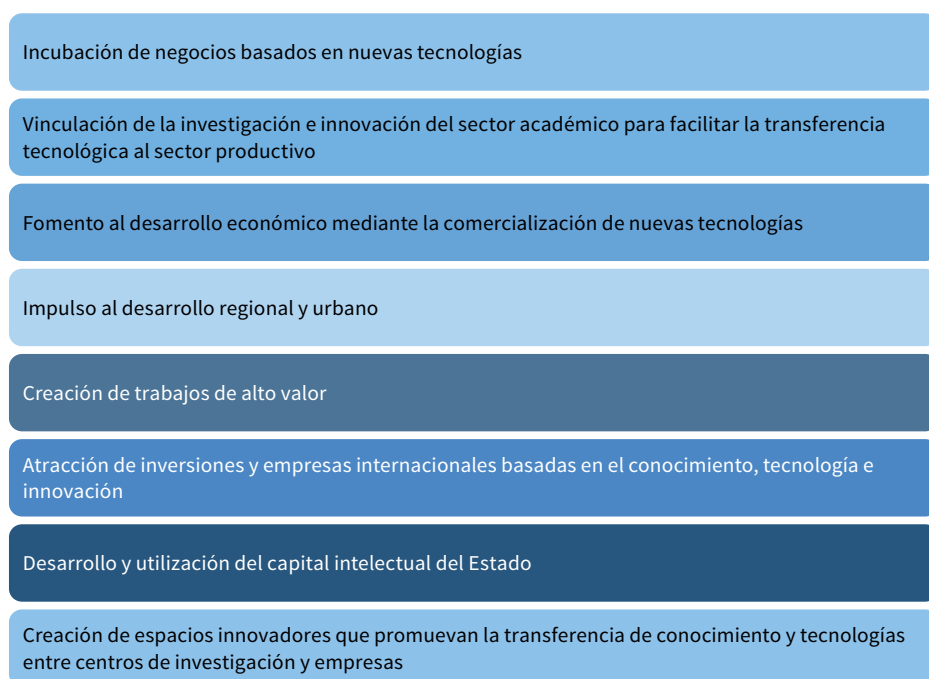 Incubación de negocios basados en nuevas tecnologías
Vinculación de la investigación e innovación del sector académico para facilitar la transferencia
tecnológica al sector productivo
Fomento al desarrollo económico mediante la comercialización de nuevas tecnologías
Impulso al desarrollo regional y urbano
Creación de trabajos de alto valor
Atracción de inversiones y empresas internacionales basadas en el conocimiento, tecnología e
innovación
Desarrollo y utilización del capital intelectual del Estado
Creación de espacios innovadores que promuevan la transferencia de conocimiento y tecnologías
entre centros de investigación y empresas